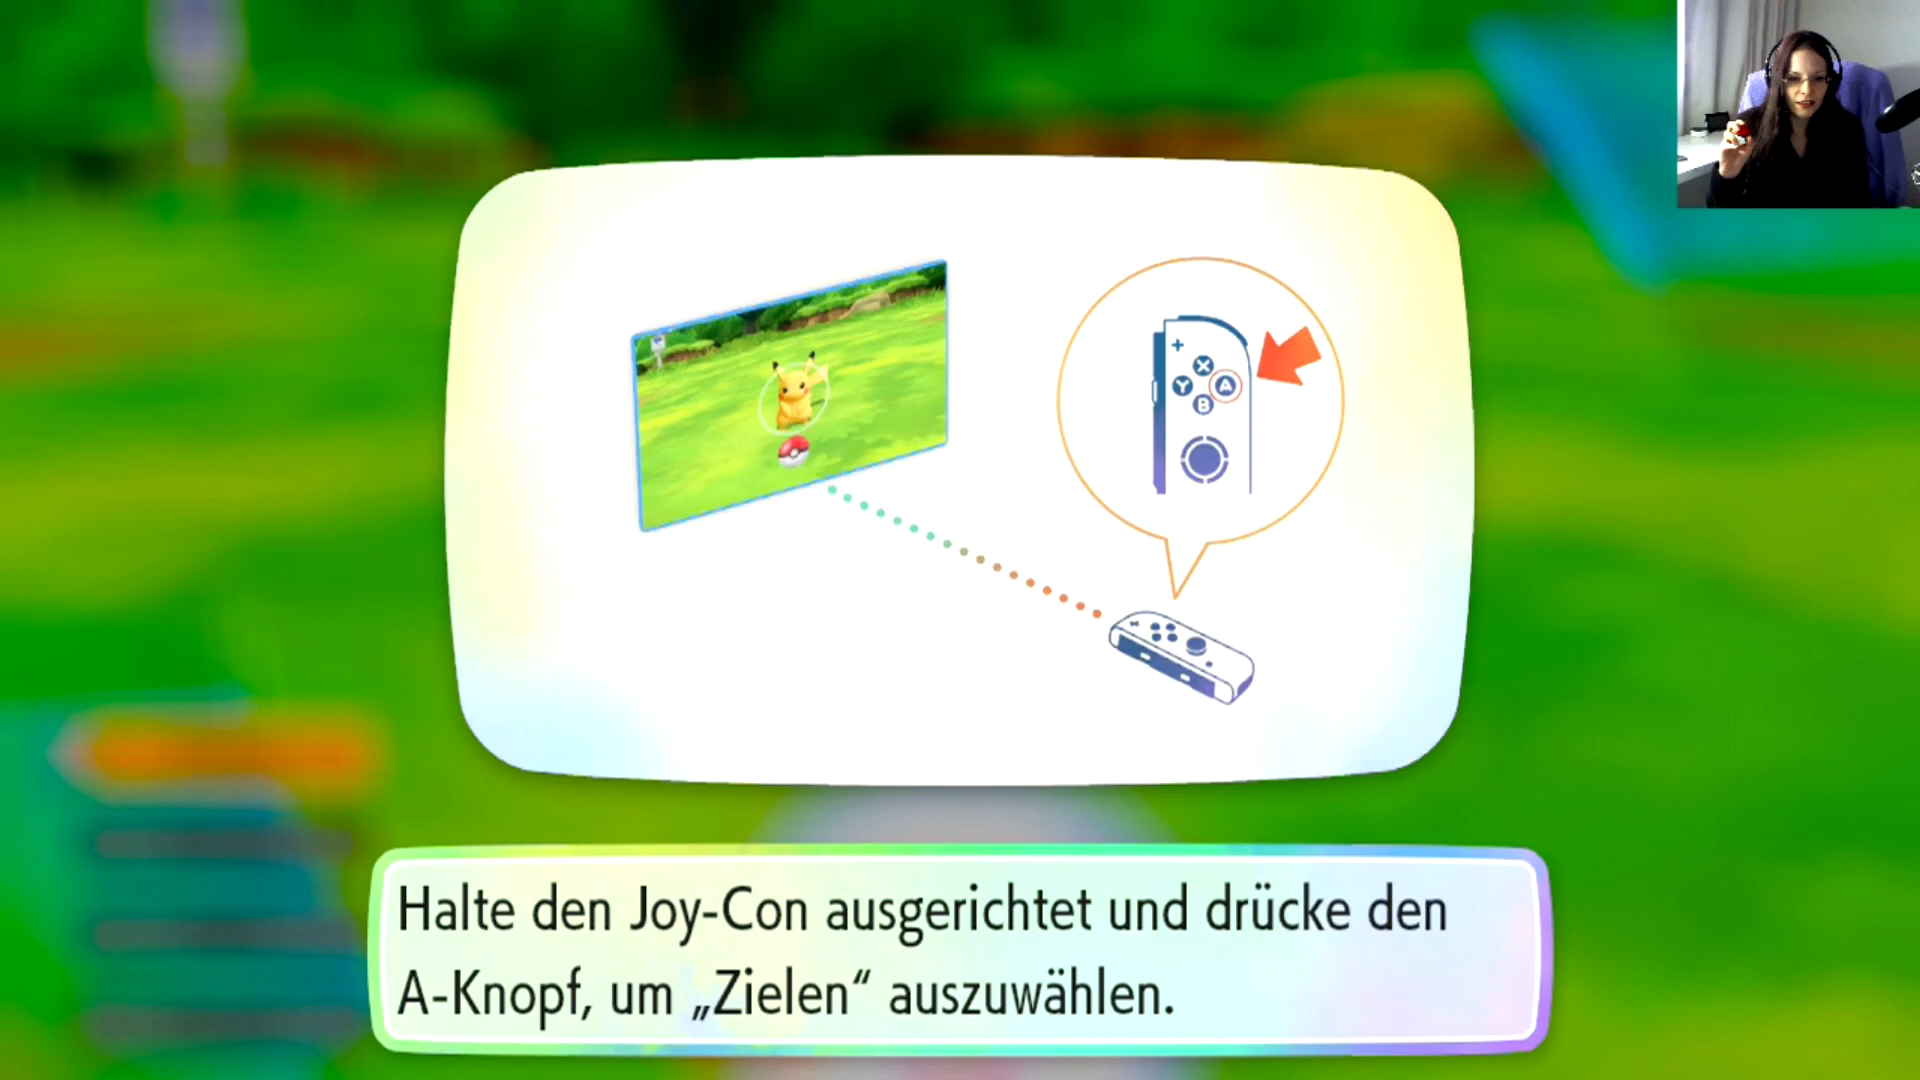 +
X
Y A
B
Halte den Joy-Con ausgerichtet und drücke den
A-Knopf, um „Zielen“ auszuwählen.